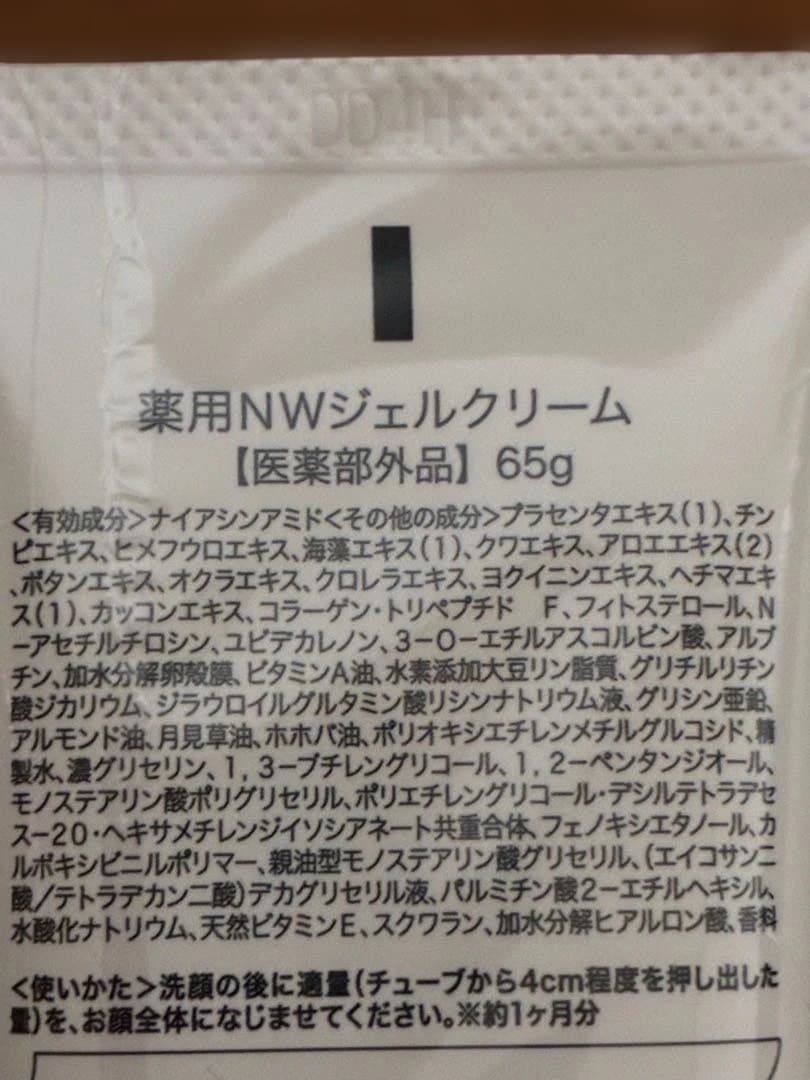 薬用NWジェルクリーム
【医薬部外品】65g
<有効成分>ナイアシンアミド<その他の成分>プラセンタエキス(1)、チン
ピエキス、ヒメフウロエキス、海藻エキス(1)、クワエキス、アロエエキス(2)
、ボタンエキス、オクラエキス、クロレラエキス、ヨクイニンエキス、ヘチマエキ
ス(1)、カッコンエキス、コラーゲン・トリペプチド F、フィトステロール、N
ーアセチルチロシン、ユビデカレノン、3-O-エチルアスコルビン酸、アルブ
チン、加水分解卵殻膜、ビタミンA油、水素添加大豆リン脂質、グリチルリチン
酸ジカリウム、ジラウロイルグルタミン酸リシンナトリウム液、グリシン亜鉛、
アルモンド油、月見草油、ホホバ油、ポリオキシエチレンメチルグルコシド、精
製水、濃グリセリン、1,3-ブチレングリコール、1,2-ペンタンジオール、
モノステアリン酸ポリグリセリル、ポリエチレングリコール・デシルテトラデセ
スー20・ヘキサメチレンジイソシアネート共重合体、フェノキシエタノール、カ
ルボキシビニルポリマー、親油型モノステアリン酸グリセリル、(エイコサンニ
酸/テトラデカン二酸)デカグリセリル液、パルミチン酸2-エチルヘキシル、
水酸化ナトリウム、天然ビタミンE、スクワラン、加水分解ヒアルロン酸、香料
<使いかた>洗顔の後に適量(チューブから4cm程度を押し出した
量)を、お顔全体になじませてください。※約1ヶ月分